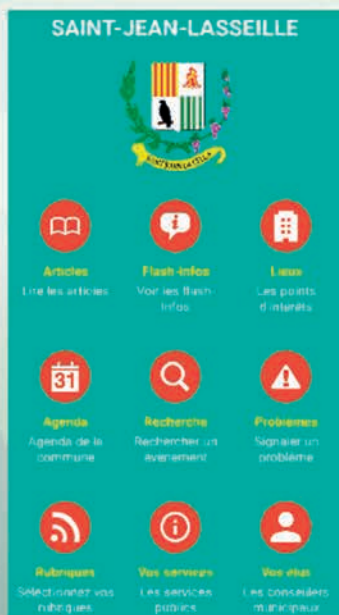 SAINT-JEAN-LASSEILLE
Articles
Lire les articles
Flash-infos
Voir les flash-
infos
Lieux
Les points
d'intérêts
31
Agenda
Agenda de la
commune
Recherche
Rechercher un
évènement
Problèmes
Signaler un
problème
Rubriques
Sélectionnez vos
rubriques
Vos services
Les services
publics
Vos élus
Les conseillers
municipaux